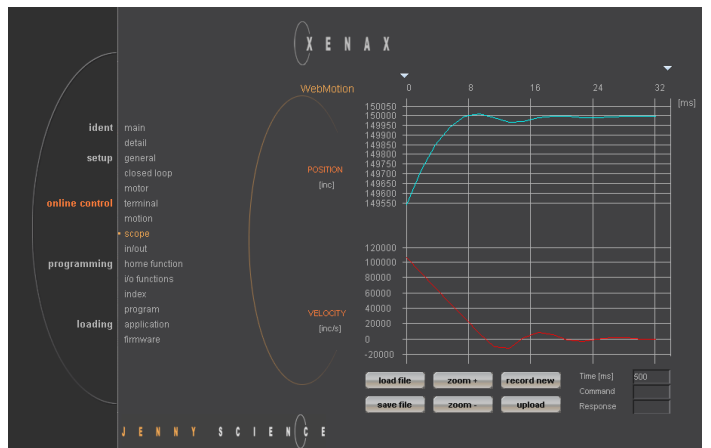 XENAX
WebMotion
0 8 16 24 32
[ms]
ident
main
detail
setup
general
closed loop
motor
online control
terminal
motion
scope
in/out
programming
home function
i/o functions
index
program
loading
application
firmware
POSITION
[inc]
150050
150000
149950
149900
149850
149800
149750
149700
149650
149600
149550
VELOCITY
[inc/s]
120000
100000
80000
60000
40000
20000
0
-20000
load file zoom + record new
save file zoom - upload
Time [ms] 500
Command
Response
JENNY SCIENCE